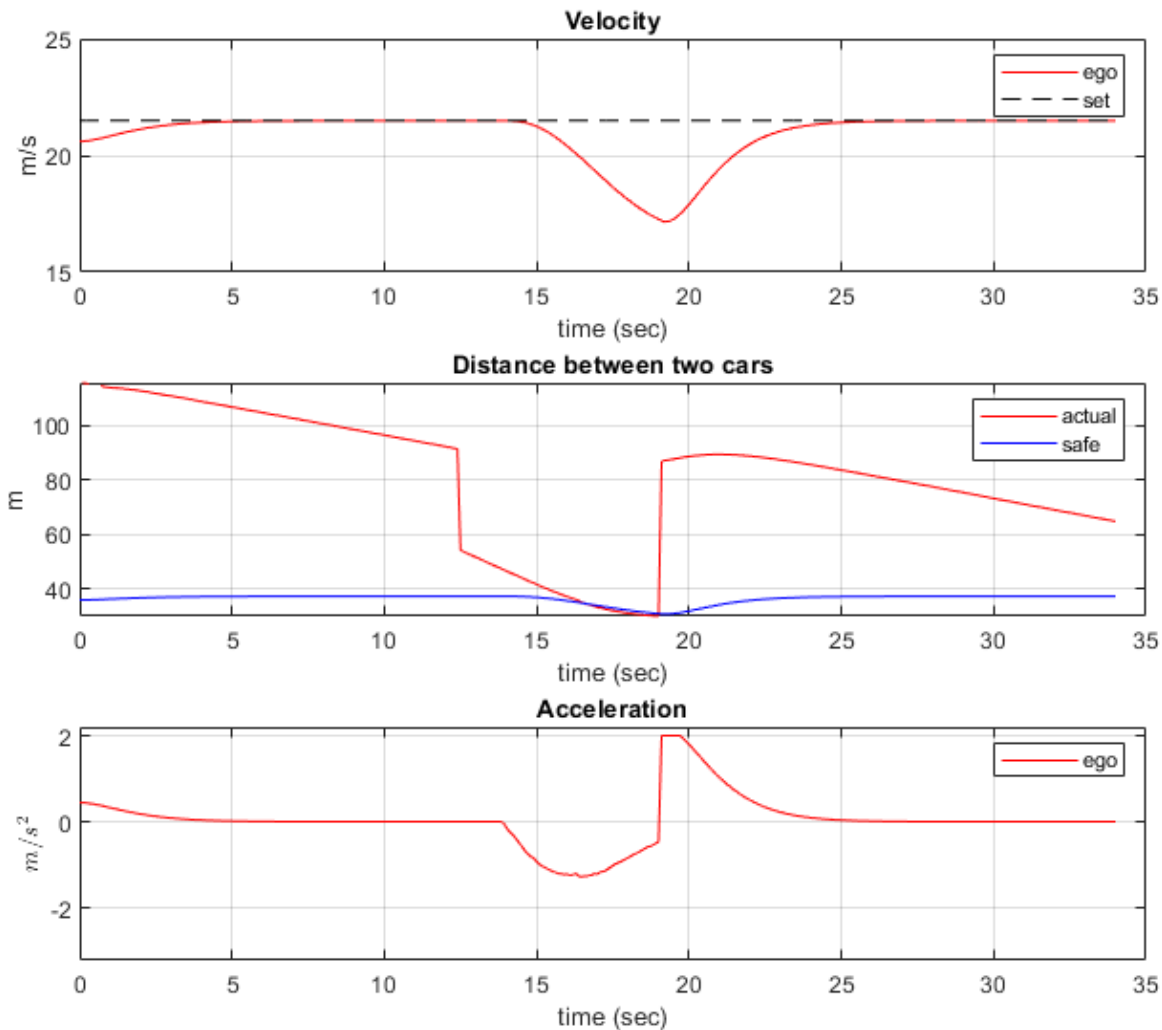 Velocity
25
20
15
m/s
ego
set
0 5 10 15 20 25 30 35
time (sec)
Distance between two cars
100
80
60
40
m
actual
safe
0 5 10 15 20 25 30 35
time (sec)
Acceleration
2
0
-2
m/s²
ego
0 5 10 15 20 25 30 35
time (sec)